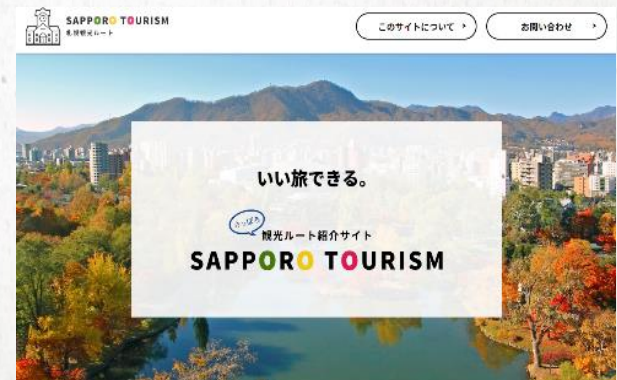 SAPPORO TOURISM
札幌観光ルート
このサイトについて
お問い合わせ
いい旅できる。
さっぽろ
観光ルート紹介サイト
SAPPORO TOURISM